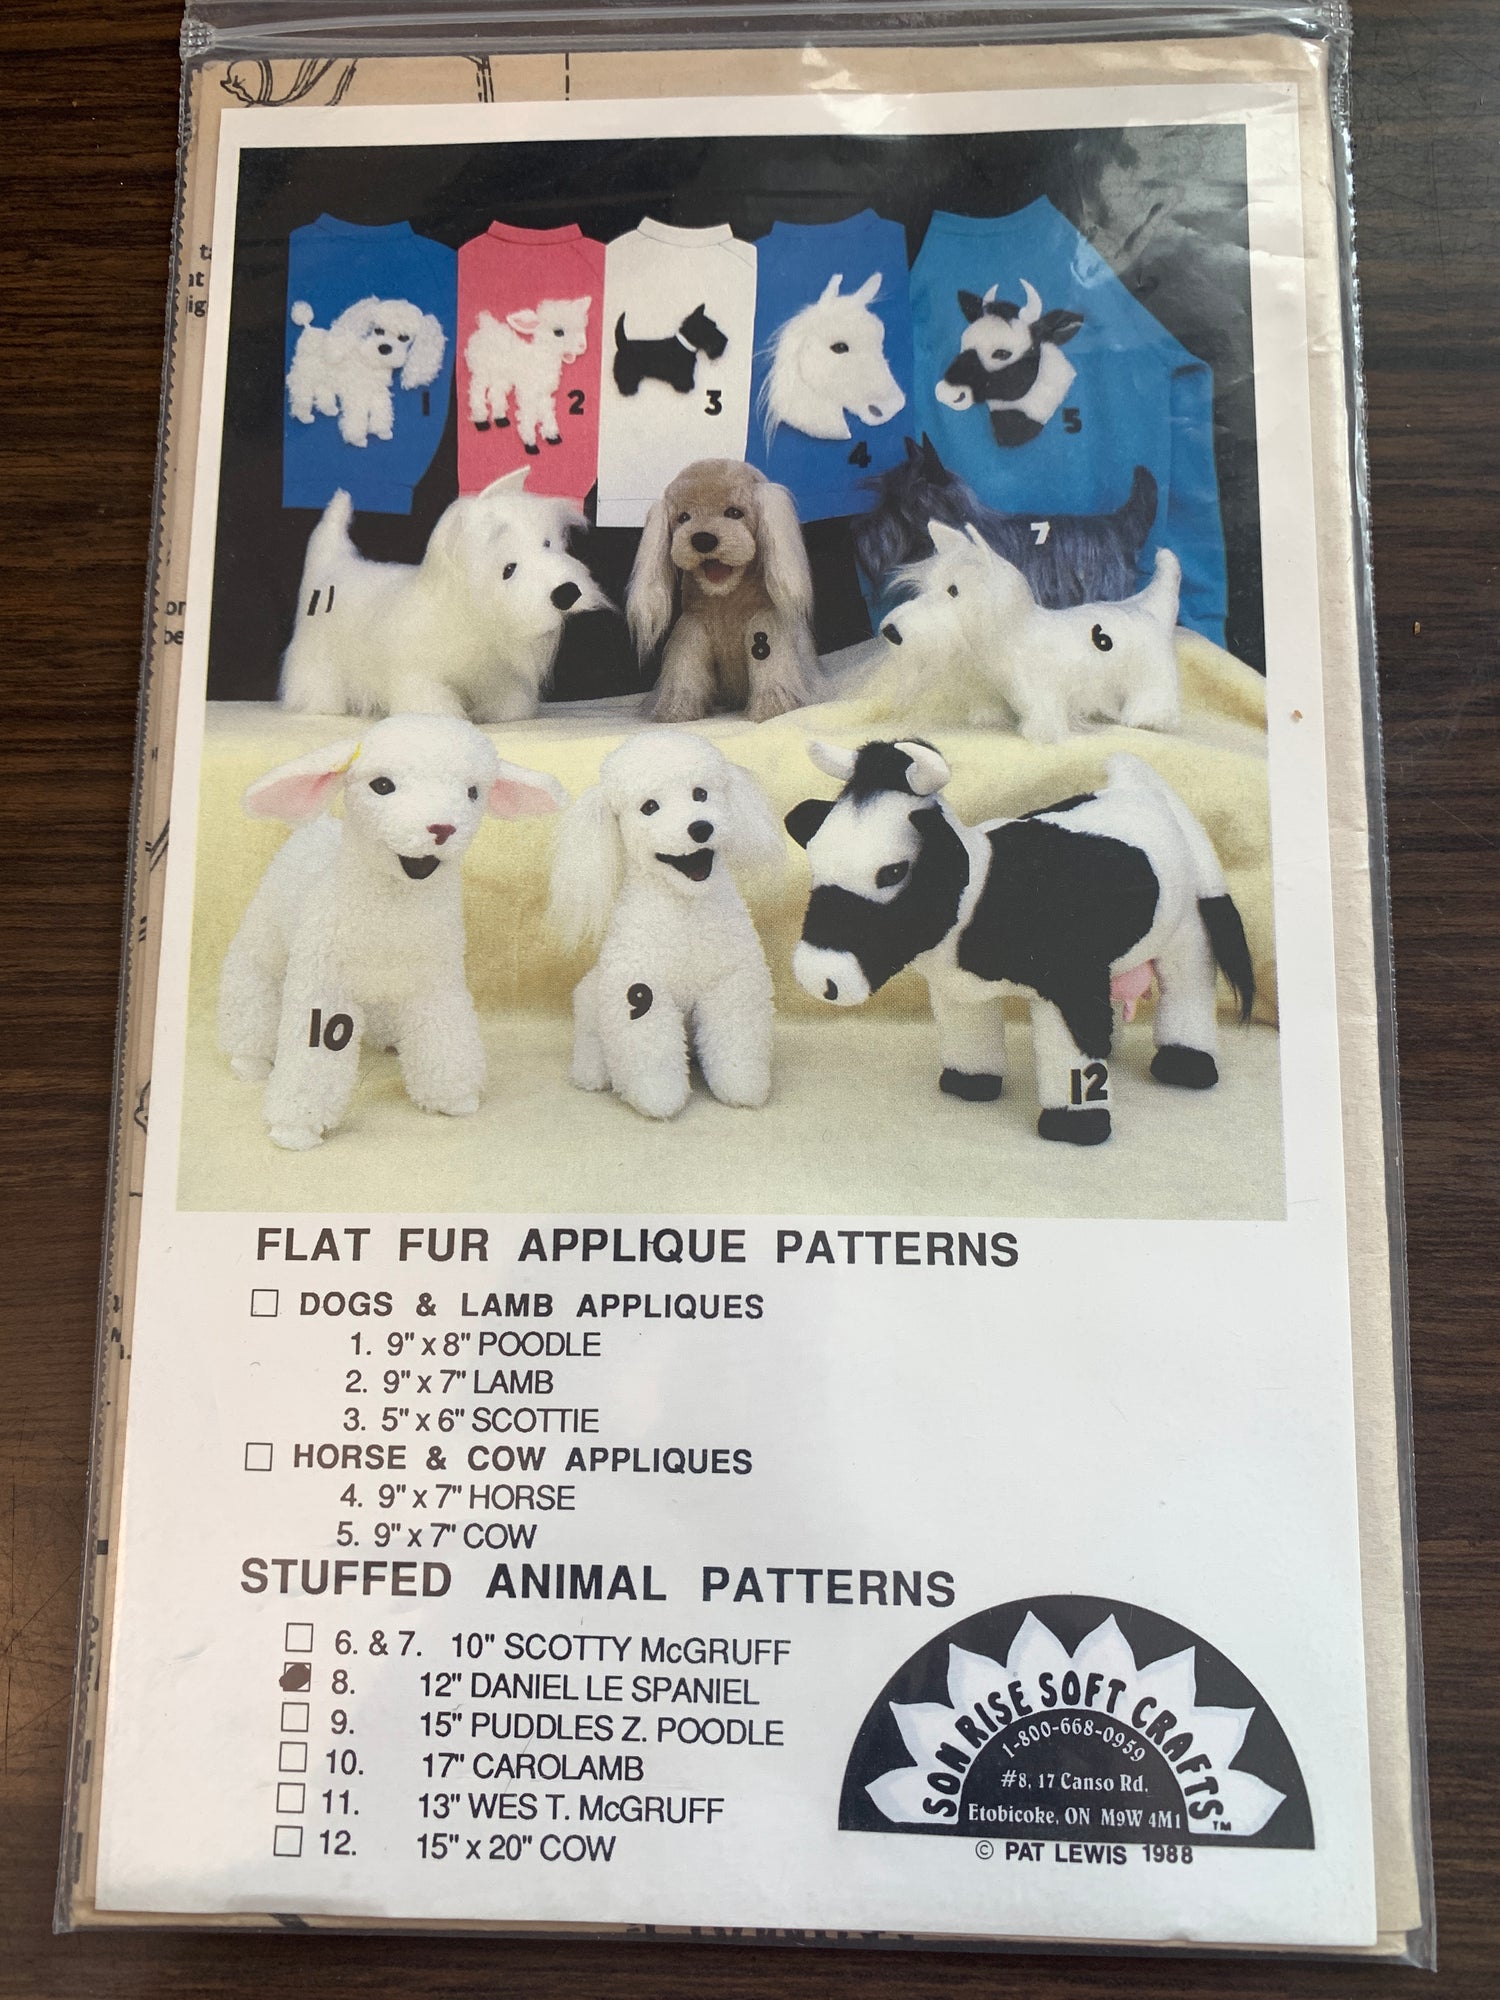 1
2
3
4
5
7
11
8
6
10
9
12
FLAT FUR APPLIQUE PATTERNS
DOGS & LAMB APPLIQUES
1. 9" x 8" POODLE
2. 9" x 7" LAMB
3. 5" x 6" SCOTTIE
HORSE & COW APPLIQUES
4. 9" x 7" HORSE
5. 9" x 7" COW
STUFFED ANIMAL PATTERNS
6. & 7. 10" SCOTTY McGRUFF
8. 12" DANIEL LE SPANIEL
9. 15" PUDDLES Z. POODLE
10. 17" CAROLAMB
11. 13" WES T. McGRUFF
12. 15" x 20" COW
SON RISE SOFT CRAFTS™
1-800-668-0959
#8, 17 Canso Rd.
Etobicoke, ON M9W 4M1
© PAT LEWIS 1988